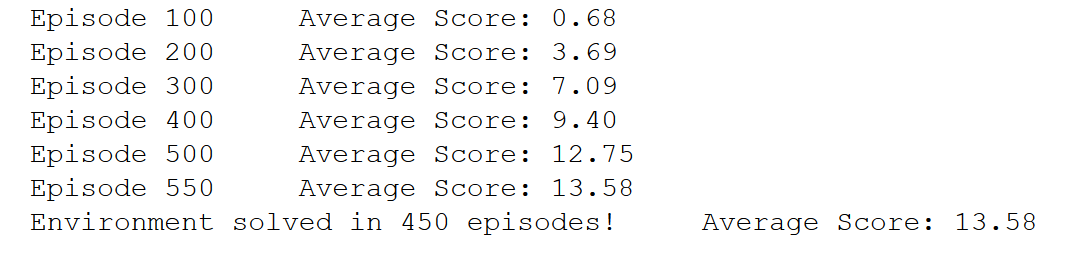 Episode 100     Average Score: 0.68
Episode 200     Average Score: 3.69
Episode 300     Average Score: 7.09
Episode 400     Average Score: 9.40
Episode 500     Average Score: 12.75
Episode 550     Average Score: 13.58
Environment solved in 450 episodes!     Average Score: 13.58